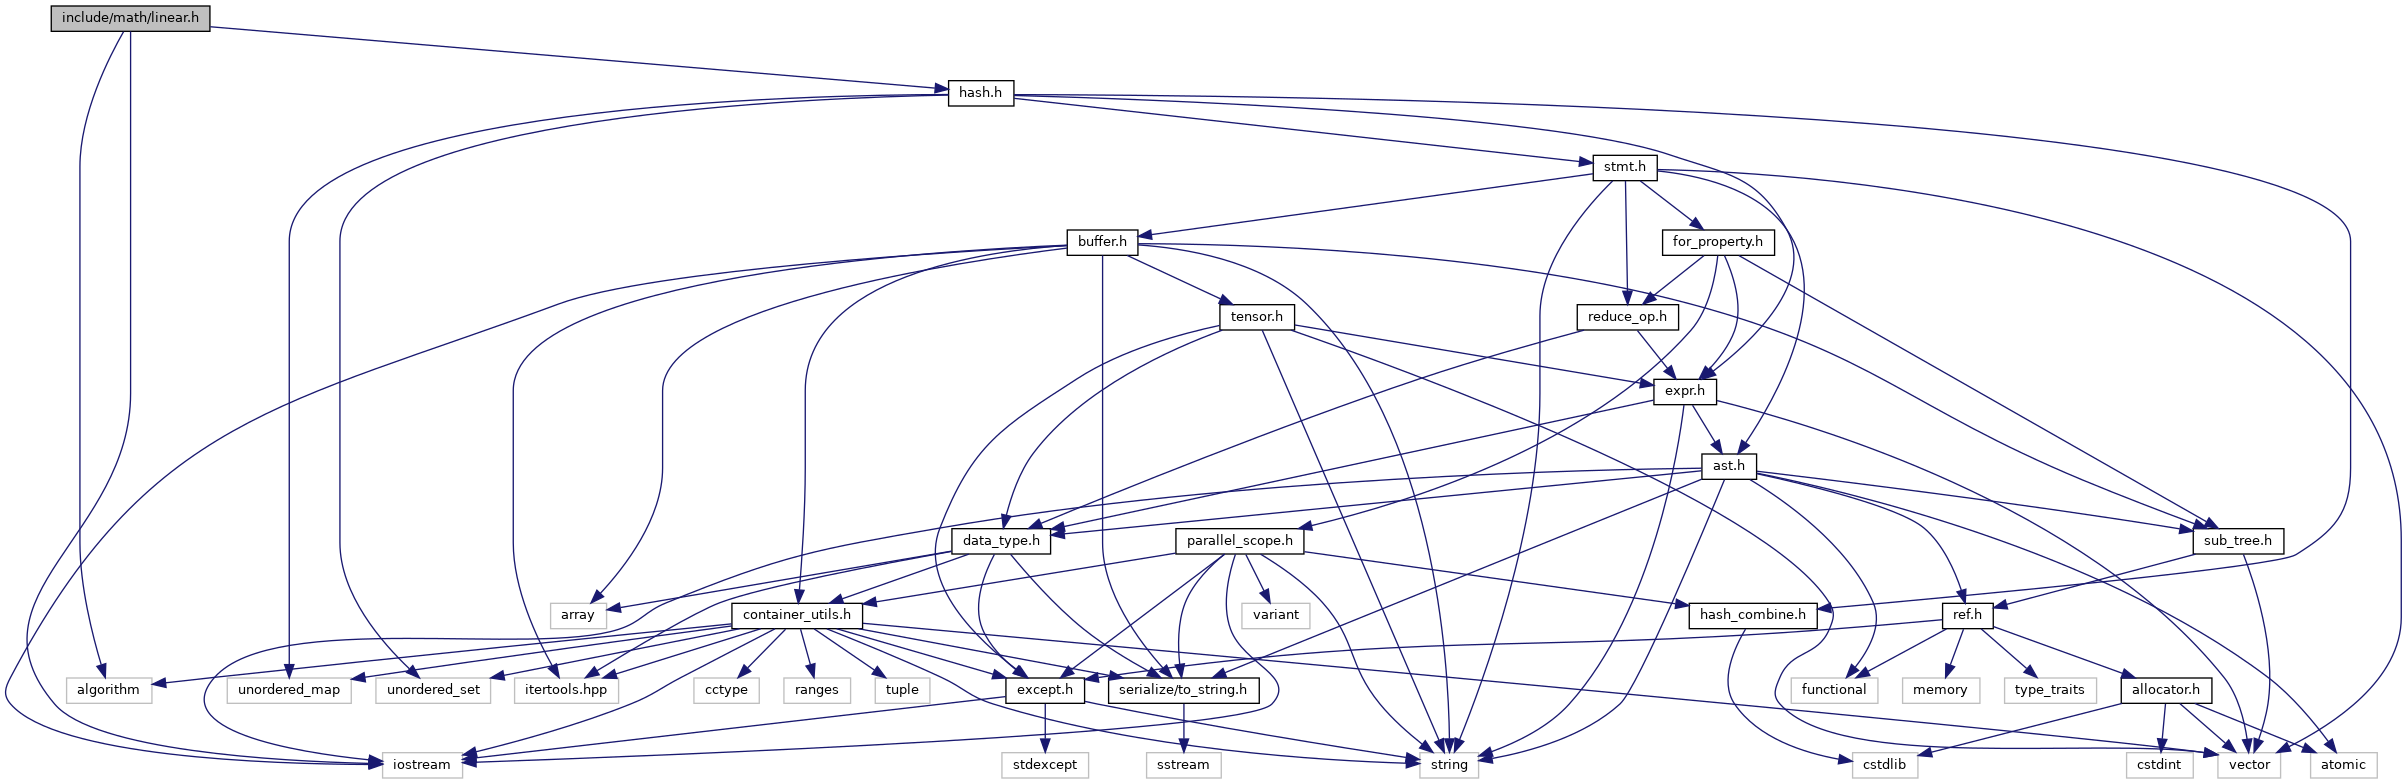 include/math/linear.h
hash.h
stmt.h
buffer.h
for_property.h
tensor.h
reduce_op.h
expr.h
ast.h
data_type.h
parallel_scope.h
sub_tree.h
array
container_utils.h
variant
hash_combine.h
ref.h
algorithm
unordered_map
unordered_set
itertools.hpp
cctype
ranges
tuple
except.h
serialize/to_string.h
functional
memory
type_traits
allocator.h
iostream
stdexcept
sstream
string
cstdlib
cstdint
vector
atomic